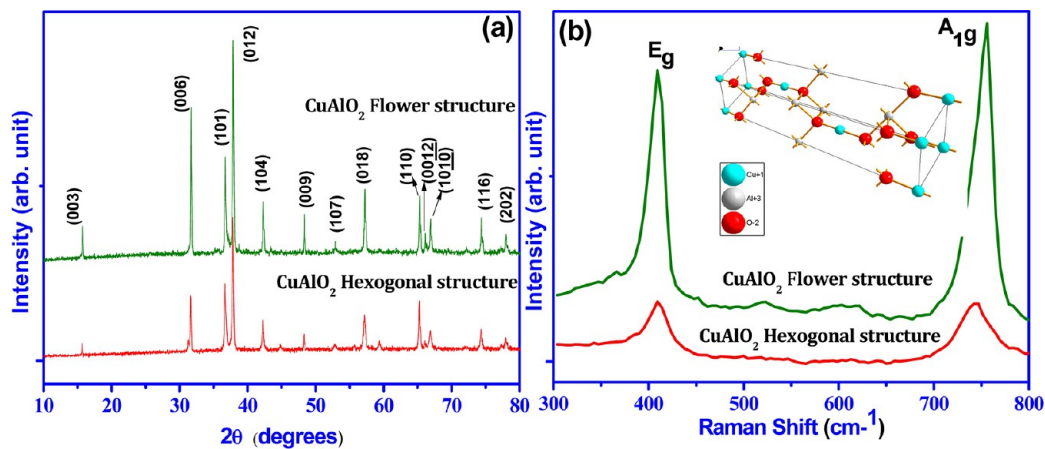 (a)
(012)
(006)
CuAlO₂ Flower structure
(101)
(104)
(009)
(107)
(018)
(110)
(0012)
(1010)
(116)
(202)
(003)
CuAlO₂ Hexogonal structure
Intensity (arb. unit)
10 20 30 40 50 60 70 80
2θ (degrees)
(b)
Eg
A1g
Cu+1
Al+3
O-2
CuAlO₂ Flower structure
CuAlO₂ Hexogonal structure
Intensity (arb. unit)
300 400 500 600 700 800
Raman Shift (cm-¹)